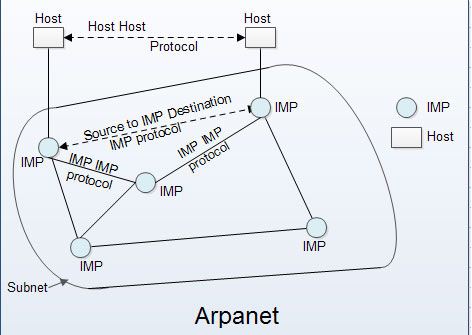 Host
Host
Host Host
Protocol
IMP
Host
Source to IMP Destination
IMP protocol
IMP
IMP
IMP IMP
protocol
IMP IMP
protocol
IMP
IMP
IMP
Subnet
Arpanet